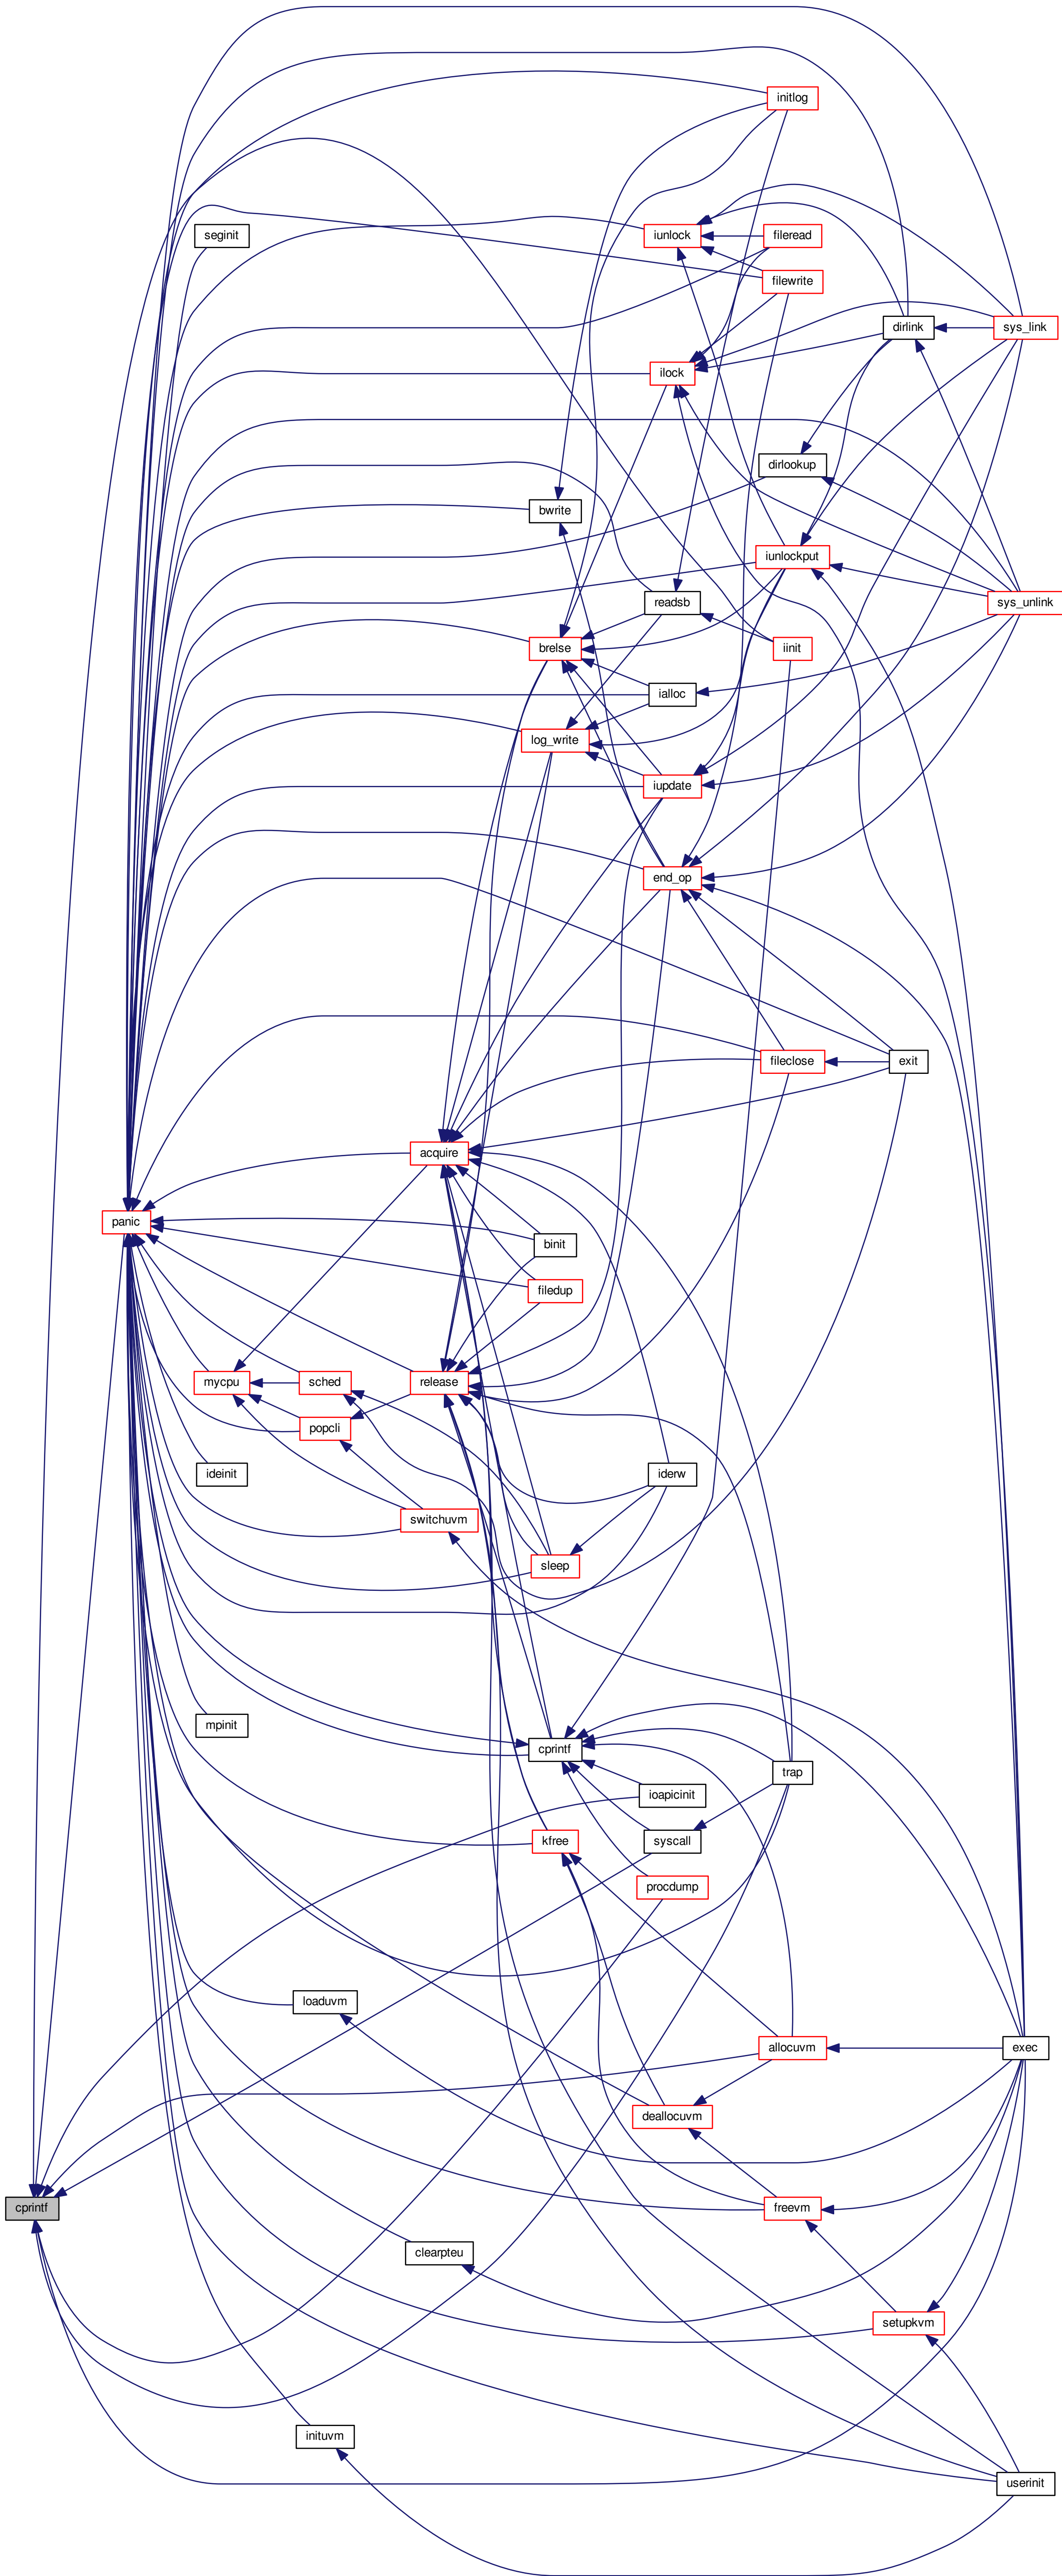 initlog
seginit
iunlock
fileread
filewrite
dirlink
sys_link
ilock
dirlookup
bwrite
iunlockput
readsb
sys_unlink
brelse
iinit
ialloc
log_write
iupdate
end_op
fileclose
exit
acquire
panic
binit
filedup
mycpu
sched
release
popcli
ideinit
iderw
switchuvm
sleep
mpinit
cprintf
trap
ioapicinit
kfree
syscall
procdump
loaduvm
allocuvm
exec
deallocuvm
cprintf
freevm
clearpteu
setupkvm
inituvm
userinit